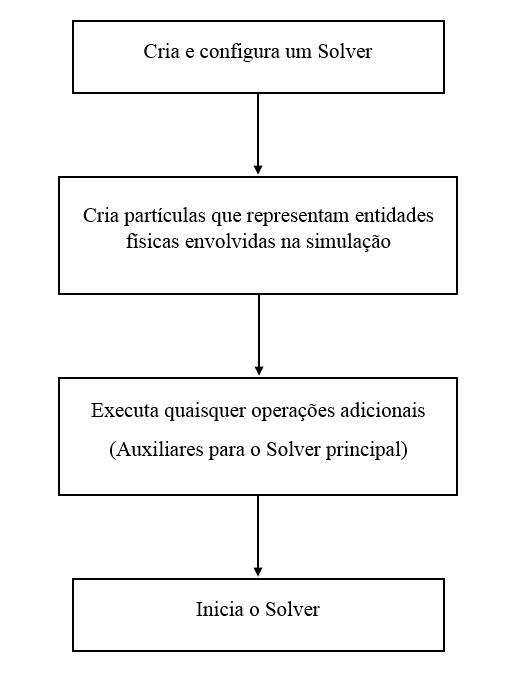 Cria e configura um Solver
Cria partículas que representam entidades
físicas envolvidas na simulação
Executa quaisquer operações adicionais
(Auxiliares para o Solver principal)
Inicia o Solver